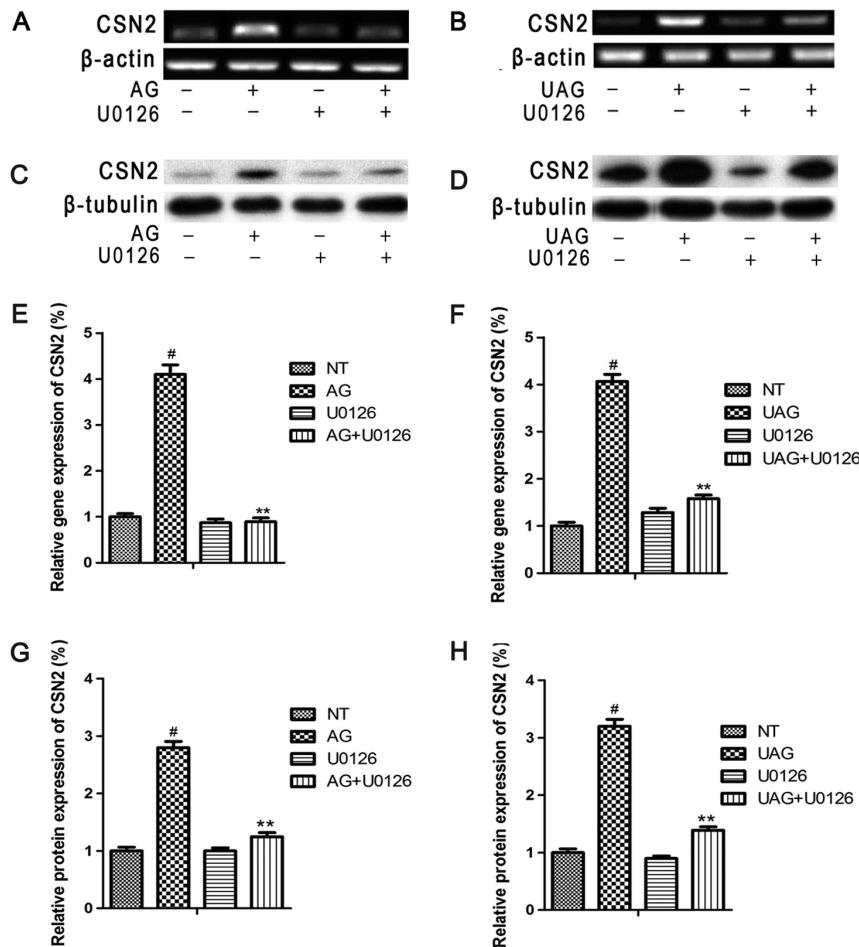 A
CSN2
β-actin
AG − + − +
U0126 − − + +
B
CSN2
β-actin
UAG − + − +
U0126 − − + +
C
CSN2
β-tubulin
AG − + − +
U0126 − − + +
D
CSN2
β-tubulin
UAG − + − +
U0126 − − + +
E
Relative gene expression of CSN2 (%)
5
4
3
2
1
0
#
**
NT
AG
U0126
AG+U0126
F
Relative gene expression of CSN2 (%)
5
4
3
2
1
0
#
**
NT
UAG
U0126
UAG+U0126
G
Relative protein expression of CSN2 (%)
4
3
2
1
0
#
**
NT
AG
U0126
AG+U0126
H
Relative protein expression of CSN2 (%)
4
3
2
1
0
#
**
NT
UAG
U0126
UAG+U0126